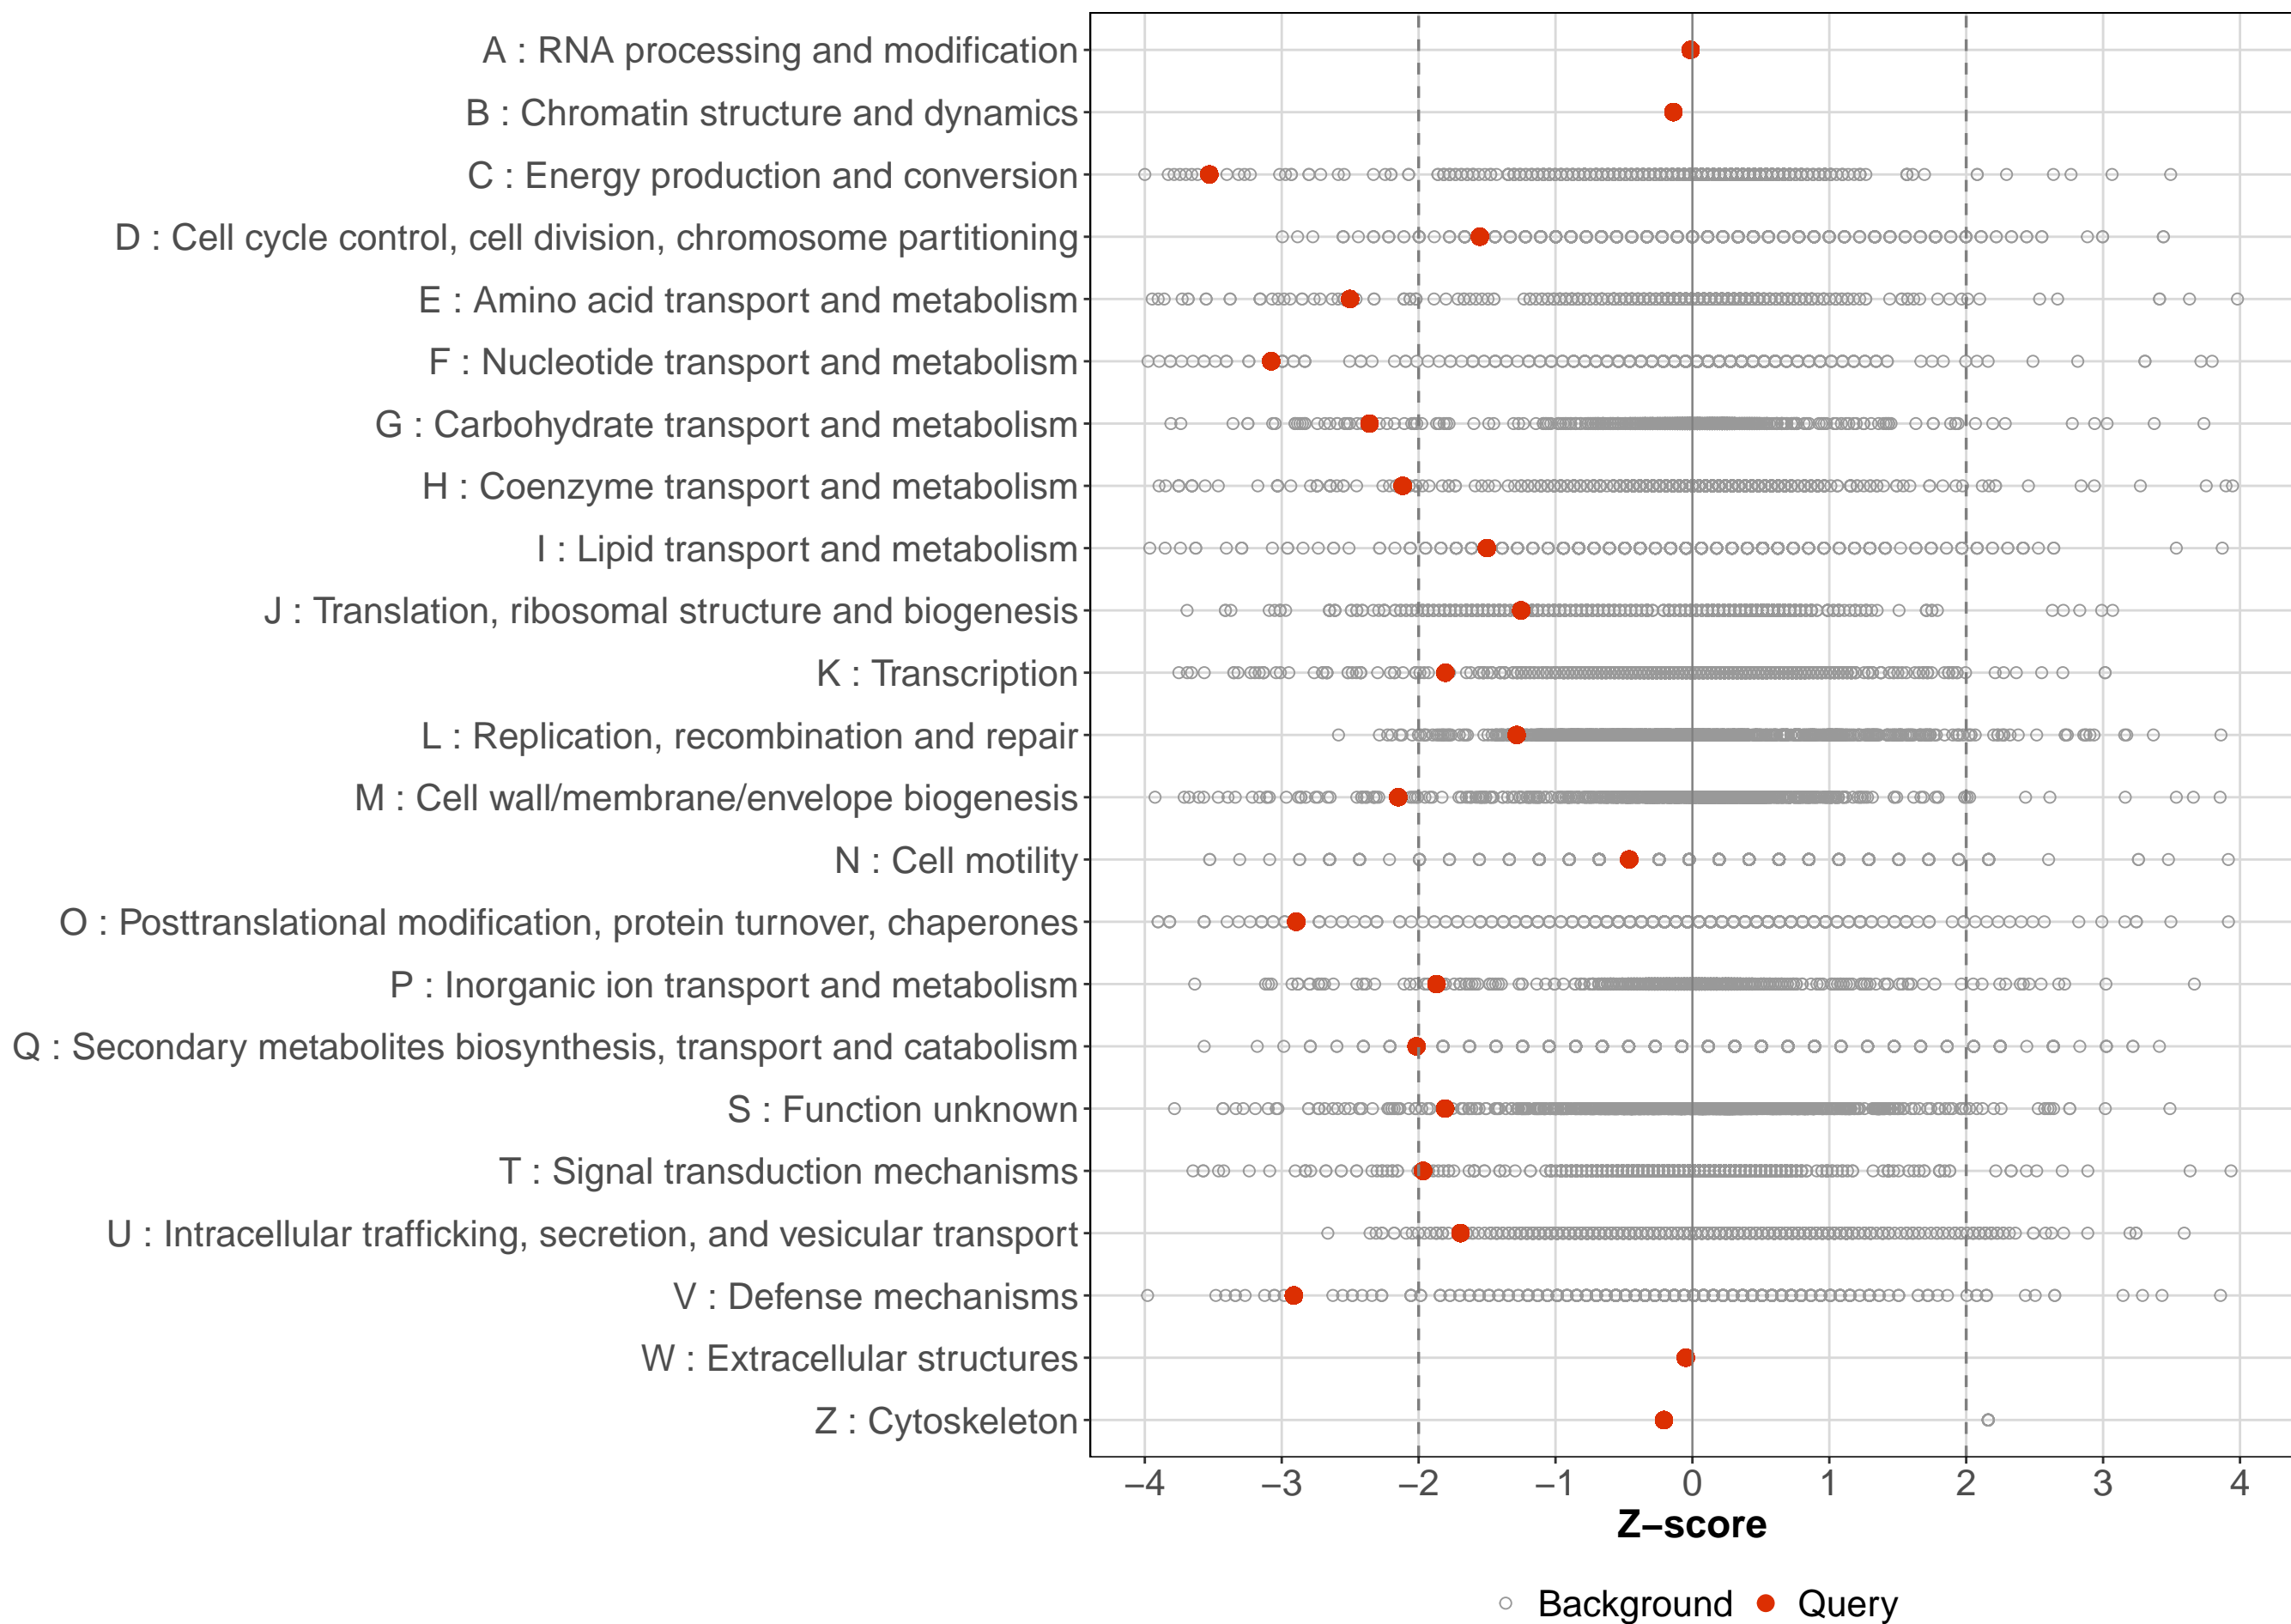 A : RNA processing and modification
B : Chromatin structure and dynamics
C : Energy production and conversion
D : Cell cycle control, cell division, chromosome partitioning
E : Amino acid transport and metabolism
F : Nucleotide transport and metabolism
G : Carbohydrate transport and metabolism
H : Coenzyme transport and metabolism
I : Lipid transport and metabolism
J : Translation, ribosomal structure and biogenesis
K : Transcription
L : Replication, recombination and repair
M : Cell wall/membrane/envelope biogenesis
N : Cell motility
O : Posttranslational modification, protein turnover, chaperones
P : Inorganic ion transport and metabolism
Q : Secondary metabolites biosynthesis, transport and catabolism
S : Function unknown
T : Signal transduction mechanisms
U : Intracellular trafficking, secretion, and vesicular transport
V : Defense mechanisms
W : Extracellular structures
Z : Cytoskeleton
−4 −3 −2 −1 0 1 2 3 4
Z−score
Background Query